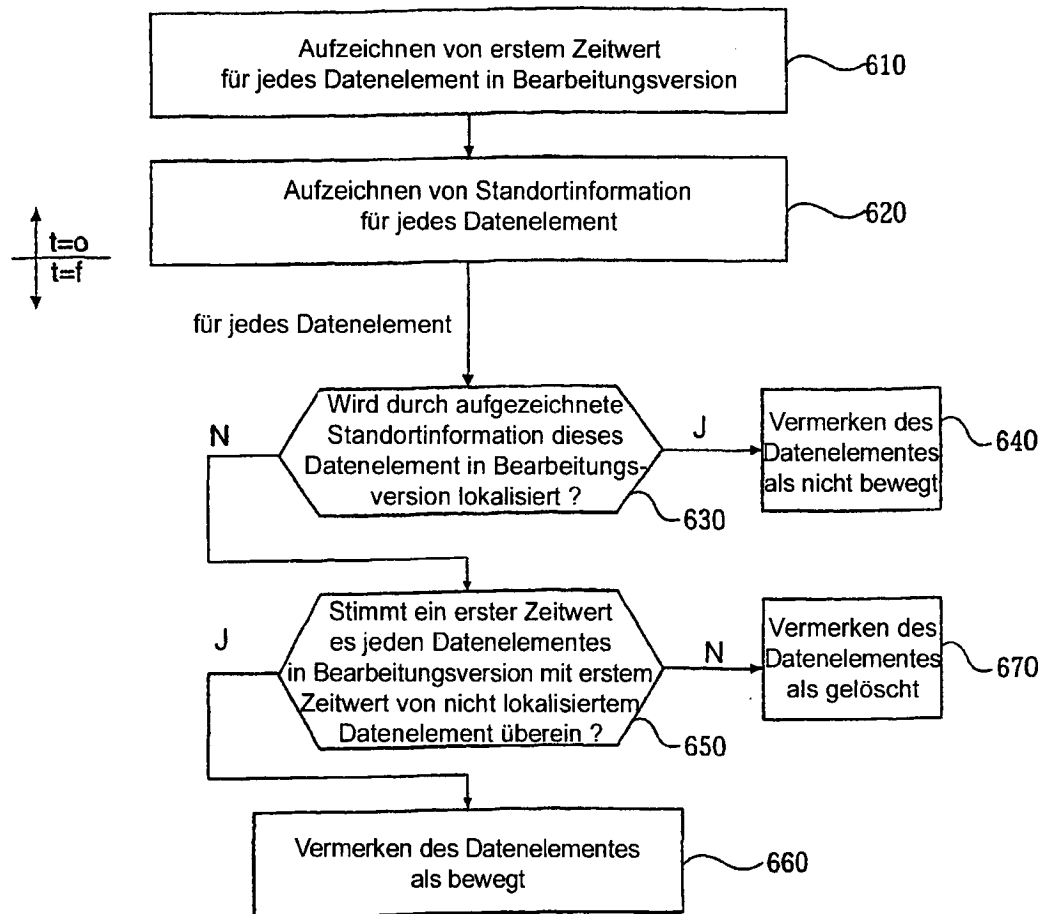 Aufzeichnen von erstem Zeitwert
für jedes Datenelement in Bearbeitungsversion
610
Aufzeichnen von Standortinformation
für jedes Datenelement
620
t=o
t=f
für jedes Datenelement
Wird durch aufgezeichnete
Standortinformation dieses
Datenelement in Bearbeitungs-
version lokalisiert ?
630
N
J
Vermerken des
Datenelementes
als nicht bewegt
640
Stimmt ein erster Zeitwert
es jeden Datenelementes
in Bearbeitungsversion mit erstem
Zeitwert von nicht lokalisiertem
Datenelement überein ?
650
J
N
Vermerken des
Datenelementes
als gelöscht
670
Vermerken des Datenelementes
als bewegt
660